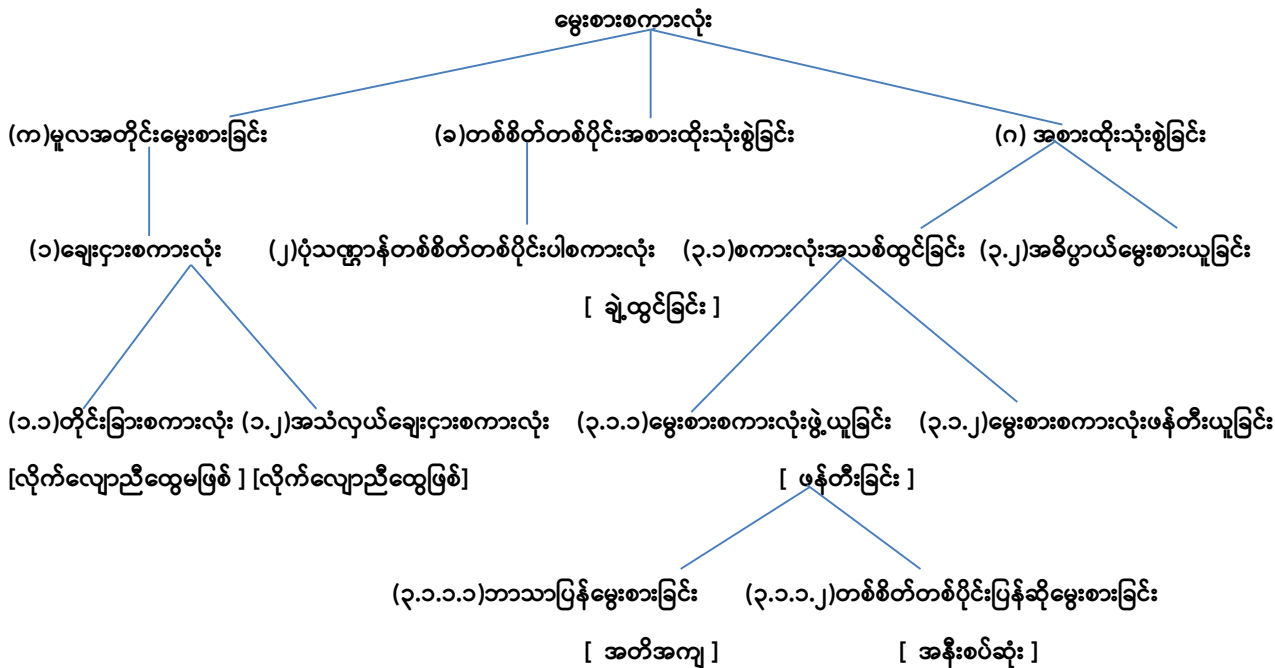 မွေးစားစကားလုံး
(က)မူလအတိုင်းမွေးစားခြင်း (ခ)တစ်စိတ်တစ်ပိုင်းအစားထိုးသုံးစွဲခြင်း (ဂ) အစားထိုးသုံးစွဲခြင်း
(၁)ချေးငှားစကားလုံး (၂)ပုံသဏ္ဌာန်တစ်စိတ်တစ်ပိုင်းပါစကားလုံး (၃.၁)စကားလုံးအသစ်ထွင်ခြင်း (၃.၂)အဓိပ္ပာယ်မွေးစားယူခြင်း
[ ချဲ့ထွင်ခြင်း ]
(၁.၁)တိုင်းခြားစကားလုံး (၁.၂)အသံလှယ်ချေးငှားစကားလုံး (၃.၁.၁)မွေးစားစကားလုံးဖွဲ့ယူခြင်း (၃.၁.၂)မွေးစားစကားလုံးဖန်တီးယူခြင်း
[လိုက်လျောညီထွေမဖြစ် ] [လိုက်လျောညီထွေဖြစ်] [ ဖန်တီးခြင်း ]
(၃.၁.၁.၁)ဘာသာပြန်မွေးစားခြင်း (၃.၁.၁.၂)တစ်စိတ်တစ်ပိုင်းပြန်ဆိုမွေးစားခြင်း
[ အတိအကျ ] [ အနီးစပ်ဆုံး ]